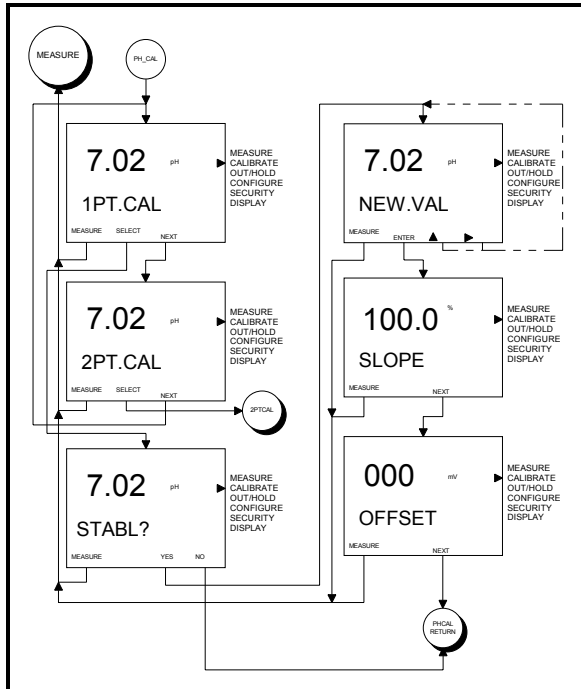 MEASURE
PH_CAL
7.02 pH
1PT.CAL
MEASURE SELECT NEXT
MEASURE
CALIBRATE
OUT/HOLD
CONFIGURE
SECURITY
DISPLAY
7.02 pH
2PT.CAL
MEASURE SELECT NEXT
MEASURE
CALIBRATE
OUT/HOLD
CONFIGURE
SECURITY
DISPLAY
2PTCAL
7.02 pH
STABL?
MEASURE YES NO
MEASURE
CALIBRATE
OUT/HOLD
CONFIGURE
SECURITY
DISPLAY
7.02 pH
NEW.VAL
MEASURE ENTER
MEASURE
CALIBRATE
OUT/HOLD
CONFIGURE
SECURITY
DISPLAY
100.0 %
SLOPE
MEASURE NEXT
MEASURE
CALIBRATE
OUT/HOLD
CONFIGURE
SECURITY
DISPLAY
000 mV
OFFSET
MEASURE NEXT
MEASURE
CALIBRATE
OUT/HOLD
CONFIGURE
SECURITY
DISPLAY
PHCAL
RETURN